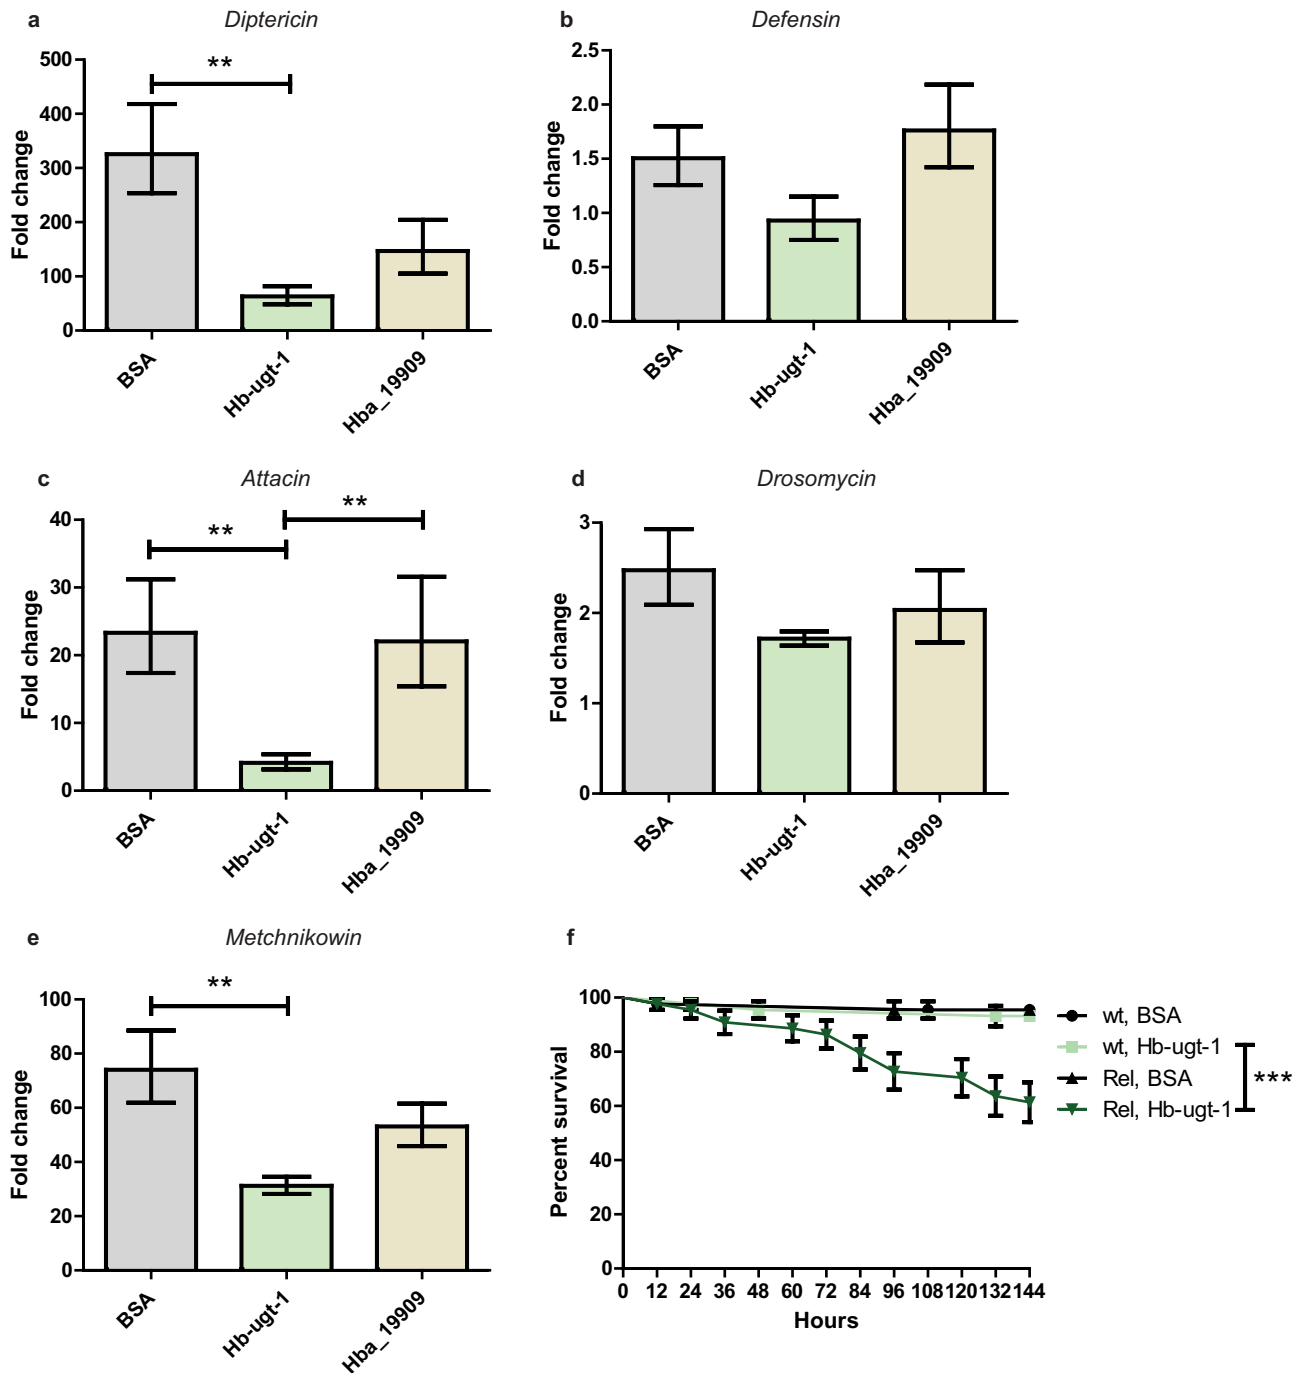 a
Diptericin
Fold change
500
400
300
200
100
0
**
BSA
Hb-ugt-1
Hba_19909
b
Defensin
Fold change
2.5
2.0
1.5
1.0
0.5
0.0
BSA
Hb-ugt-1
Hba_19909
c
Attacin
Fold change
40
30
20
10
0
**
**
BSA
Hb-ugt-1
Hba_19909
d
Drosomycin
Fold change
3
2
1
0
BSA
Hb-ugt-1
Hba_19909
e
Metchnikowin
Fold change
100
80
60
40
20
0
**
BSA
Hb-ugt-1
Hba_19909
f
Percent survival
100
80
60
40
20
0
0 12 24 36 48 60 72 84 96 108 120 132 144
Hours
wt, BSA
wt, Hb-ugt-1
Rel, BSA
Rel, Hb-ugt-1
***